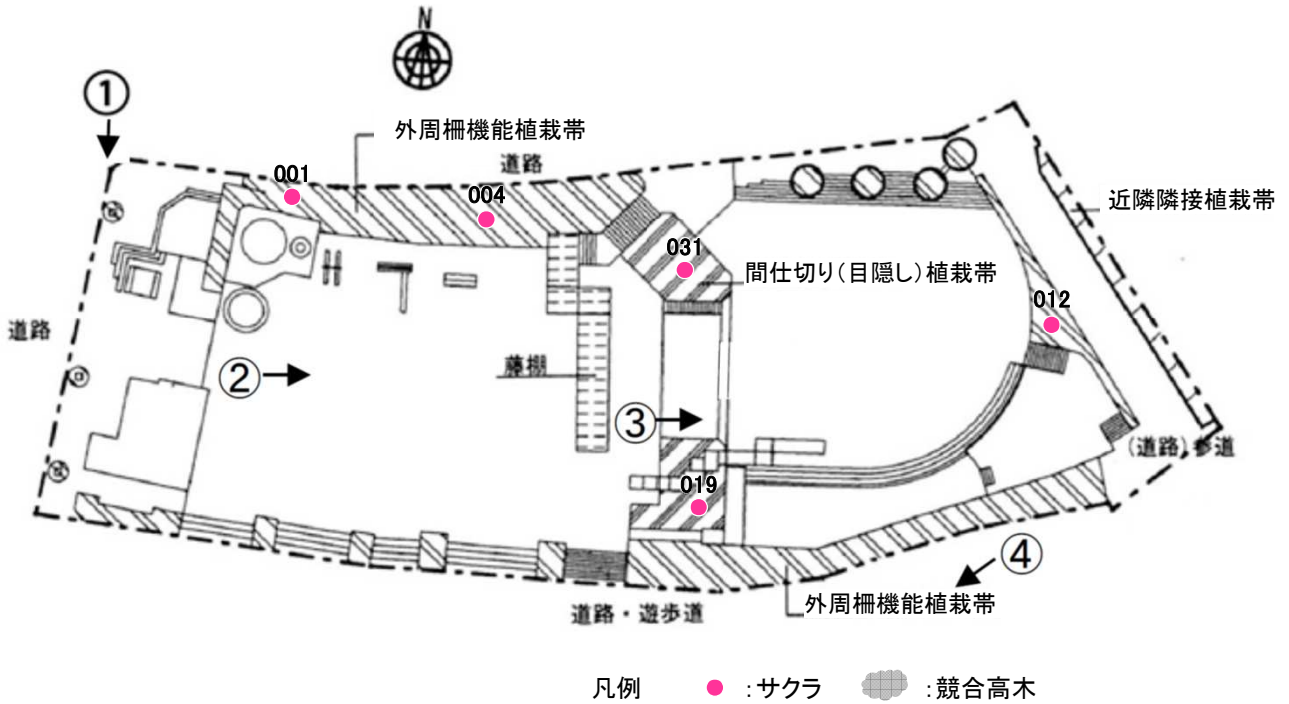 N
①
外周柵機能植栽帯
道路
001
004
近隣隣接植栽帯
031
間仕切り(目隠し)植栽帯
012
道路
②
藤棚
③
(道路)参道
019
④
外周柵機能植栽帯
道路・遊歩道
凡例 :サクラ :競合高木